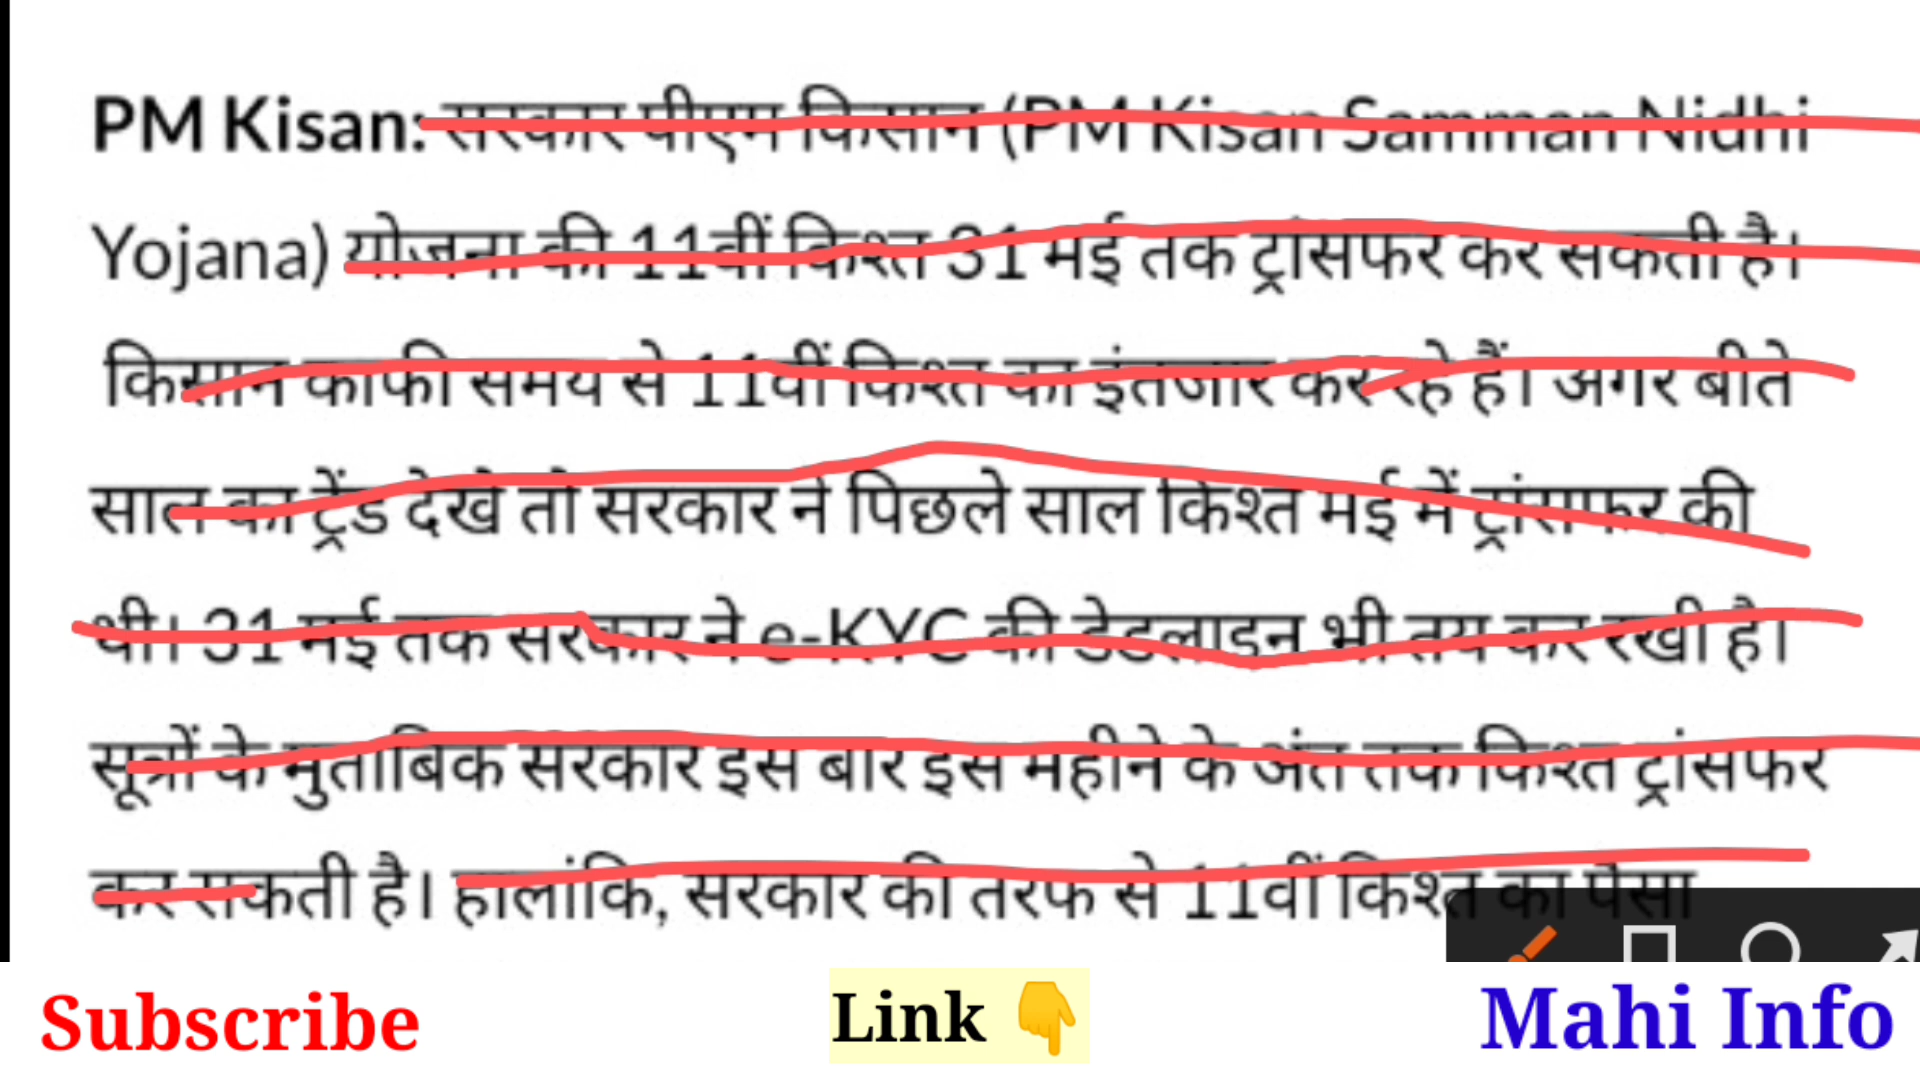 PM Kisan: सरकार पीएम किसान (PM Kisan Samman Nidhi
Yojana) योजना की 11वीं किश्त 31 मई तक ट्रांसफर कर सकती है।
किसान काफी समय से 11वीं किश्त का इंतजार कर रहे हैं। अगर बीते
साल का ट्रेंड देखें तो सरकार ने पिछले साल किश्त मई में ट्रांसफर की
थी। 31 मई तक सरकार ने e-KYC की डेडलाइन भी तय कर रखी है।
सूत्रों के मुताबिक सरकार इस बार इस महीने के अंत तक किश्त ट्रांसफर
कर सकती है। हालांकि, सरकार की तरफ से 11वीं किश्त का पैसा
Subscribe
Link 👇
Mahi Info